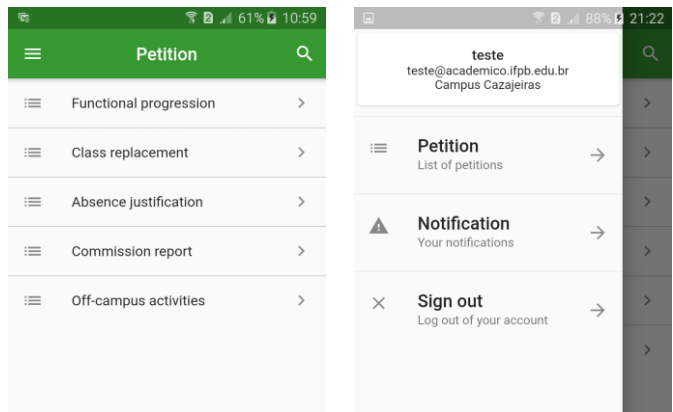 2 61% 10:59
Petition
Functional progression
Class replacement
Absence justification
Commission report
Off-campus activities
2 88% 21:22
teste
teste@academico.ifpb.edu.br
Campus Cazajeiras
Petition
List of petitions
Notification
Your notifications
Sign out
Log out of your account